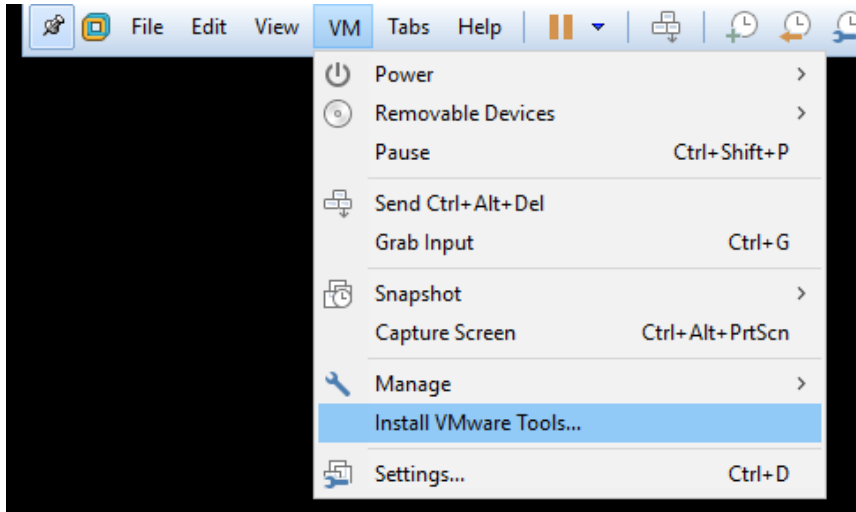 File Edit View VM Tabs Help
Power
Removable Devices
Pause Ctrl+Shift+P
Send Ctrl+Alt+Del
Grab Input Ctrl+G
Snapshot
Capture Screen Ctrl+Alt+PrtScn
Manage
Install VMware Tools...
Settings... Ctrl+D